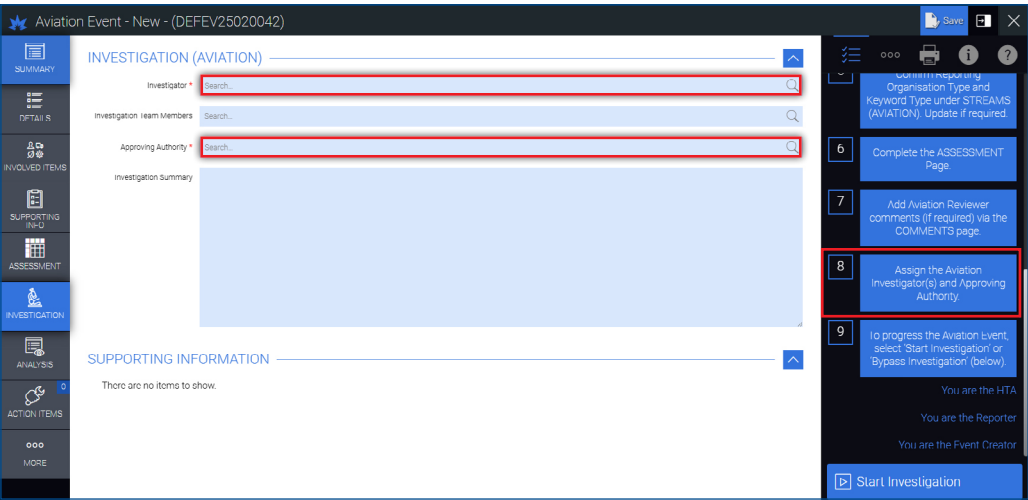 Aviation Event - New - (DEFEV25020042)
Save
SUMMARY
DETAILS
INVOLVED ITEMS
SUPPORTING
INFO
ASSESSMENT
INVESTIGATION
ANALYSIS
0
ACTION ITEMS
MORE
INVESTIGATION (AVIATION)
Investigator *
Search...
Investigation Team Members
Search...
Approving Authority *
Search...
Investigation Summary
SUPPORTING INFORMATION
There are no items to show.
Confirm Reporting
Organisation Type and
Keyword Type under STREAMS
(AVIATION). Update if required.
6
Complete the ASSESSMENT
Page.
7
Add Aviation Reviewer
comments (if required) via the
COMMENTS page.
8
Assign the Aviation
Investigator(s) and Approving
Authority.
9
To progress the Aviation Event,
select 'Start Investigation' or
'Bypass Investigation' (below).
You are the HTA
You are the Reporter
You are the Event Creator
Start Investigation